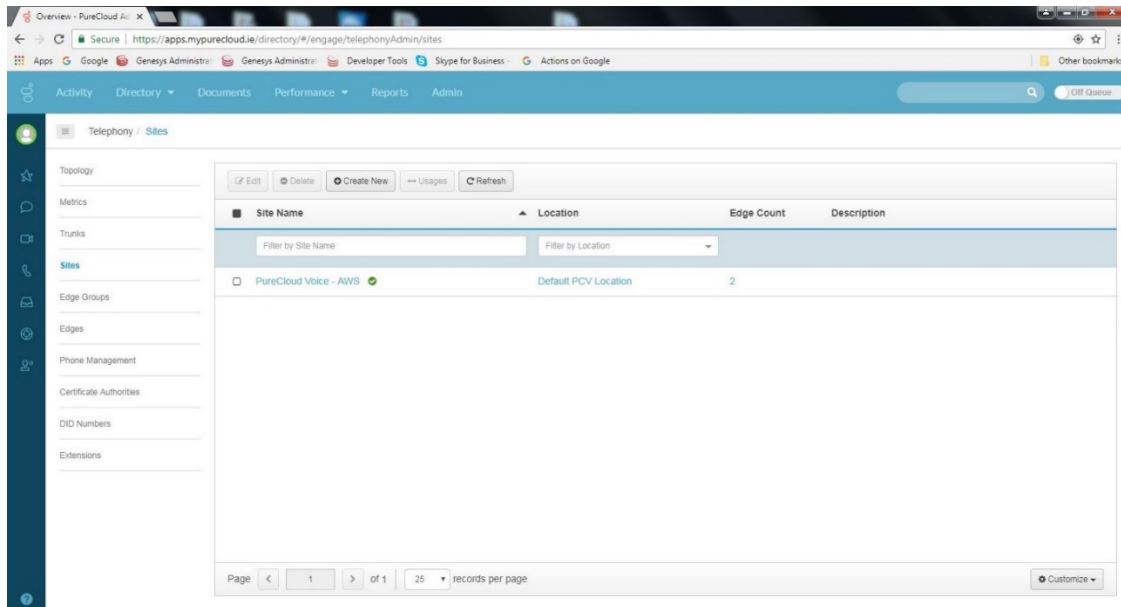 Overview - PureCloud Ad
Secure | https://apps.mypurecloud.ie/directory/#/engage/telephonyAdmin/sites
Apps Google Genesys Administra Genesys Administra Developer Tools Skype for Business - Actions on Google Other bookmark
Activity Directory Documents Performance Reports Admin Off Queue
Telephony / Sites
Topology
Metrics
Trunks
Sites
Edge Groups
Edges
Phone Management
Certificate Authorities
DID Numbers
Extensions
Edit Delete Create New Usages Refresh
Site Name Location Edge Count Description
Filter by Site Name Filter by Location
PureCloud Voice - AWS Default PCV Location 2
Page < 1 > of 1 25 records per page Customize